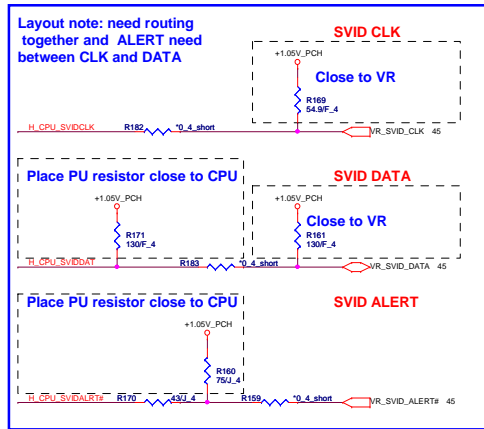 Layout note: need routing
together and ALERT need
between CLK and DATA
SVID CLK
+1.05V_PCH
Close to VR
R169
54.9/F_4
H_CPU_SVIDCLK
R182
*0_4_short
VR_SVID_CLK 45
Place PU resistor close to CPU
SVID DATA
+1.05V_PCH
+1.05V_PCH
Close to VR
R171
130/F_4
R161
130/F_4
H_CPU_SVIDDAT
R183
*0_4_short
VR_SVID_DATA 45
Place PU resistor close to CPU
SVID ALERT
+1.05V_PCH
R160
75/J_4
H_CPU_SVIDALRT#
R170
43/J_4
R159
*0_4_short
VR_SVID_ALERT# 45